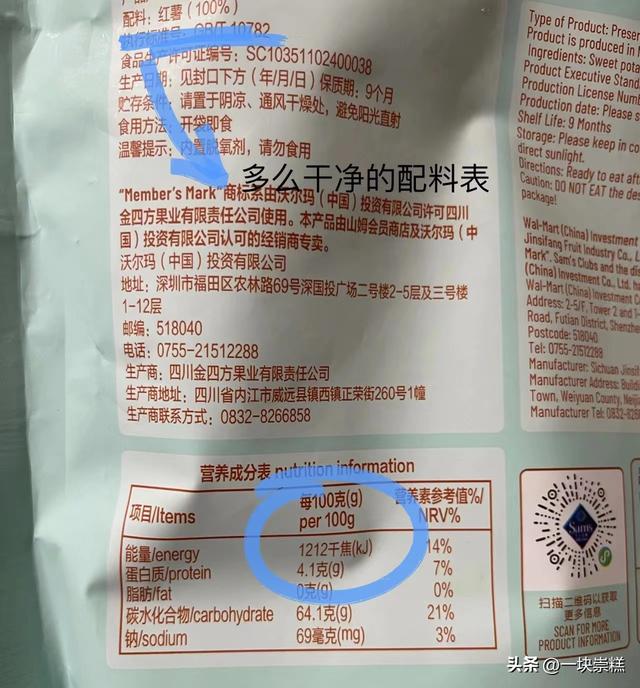 配料：红薯（100%）
执行标准号：GB/T 10782
食品生产许可证编号：SC10351102400038
生产日期：见封口下方（年/月/日）保质期：9个月
贮存条件：请置于阴凉、通风干燥处，避免阳光直射
食用方法：开袋即食
温馨提示：内置脱氧剂，请勿食用
多么干净的配料表
“Member's Mark”商标系由沃尔玛（中国）投资有限公司许可四川
金四方果业有限责任公司使用。本产品由山姆会员商店及沃尔玛（中
国）投资有限公司认可的经销商专卖。
沃尔玛（中国）投资有限公司
地址：深圳市福田区农林路69号深国投广场二号楼2-5层及三号楼
1-12层
邮编：518040
电话：0755-21512288
生产商：四川金四方果业有限责任公司
生产商地址：四川省内江市威远县镇西镇正荣街260号1幢
生产商联系方式：0832-8266858
Type of Product: Preser
Product is produced in
Ingredients: Sweet pota
Product Executive Stand
Production License Num
Production date: Please s
Shelf Life: 9 Months
Storage: Please keep in co
direct sunlight.
Directions: Ready to eat aft
Caution: DO NOT EAT the des
package!
Wal-Mart (China) Investment
Jinsifang Fruit Industry Co., L
Mark". Sam's Clubs and the d
(China) Investment Co., Ltd. h
Wal-Mart (China) Investment
Address: 2-5/F, Tower 2 and 1-
Road, Futian District, Shenzhe
Postcode: 518040
Tel: 0755-21512288
Manufacturer: Sichuan Jinsif
Manufacturer Address: Buildi
Town, Weiyuan County, Neiji
Manufacturer Tel: 0832-82
营养成分表 nutrition information
项目/Items 每100克(g) per 100g 营养素参考值%/ NRV%
能量/energy 1212千焦(kJ) 14%
蛋白质/protein 4.1克(g) 7%
脂肪/fat 0克(g) 0%
碳水化合物/carbohydrate 64.1克(g) 21%
钠/sodium 69毫克(mg) 3%
Sam's
扫描二维码以获取
更多信息
SCAN FOR MORE
PRODUCT INFORMATION
头条 @一块崇糕